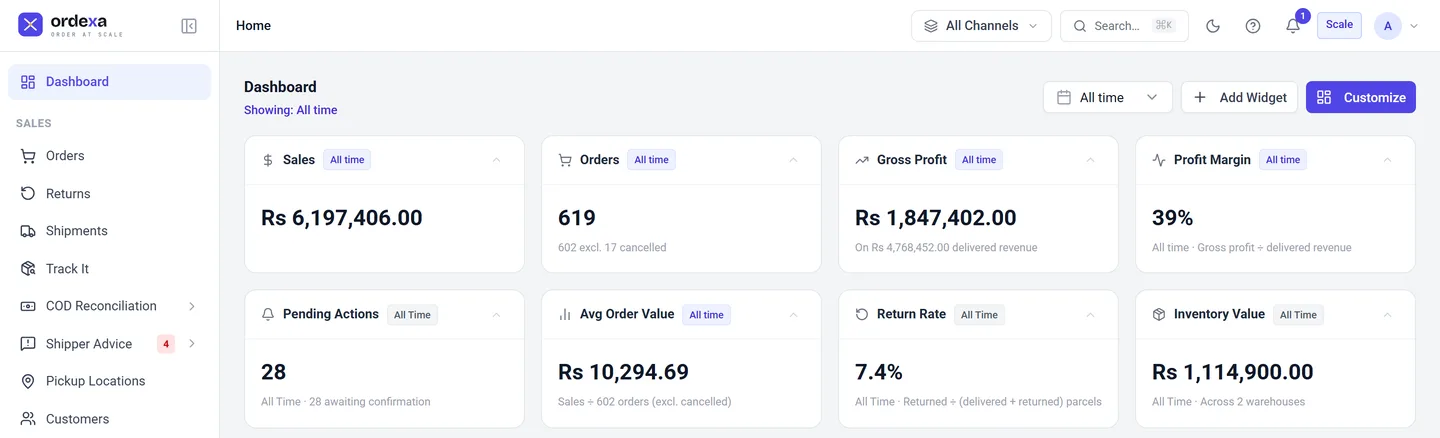 ordexa
ORDER AT SCALE
Home
All Channels
Search...
⌘K
1
Scale
A
Dashboard
SALES
Orders
Returns
Shipments
Track It
COD Reconciliation
Shipper Advice 4
Pickup Locations
Customers
Dashboard
Showing: All time
All time
Add Widget
Customize
Sales All time
Rs 6,197,406.00
Orders All time
619
602 excl. 17 cancelled
Gross Profit All time
Rs 1,847,402.00
On Rs 4,768,452.00 delivered revenue
Profit Margin All time
39%
All time · Gross profit ÷ delivered revenue
Pending Actions All Time
28
All Time · 28 awaiting confirmation
Avg Order Value All time
Rs 10,294.69
Sales ÷ 602 orders (excl. cancelled)
Return Rate All Time
7.4%
All Time · Returned ÷ (delivered + returned) parcels
Inventory Value All Time
Rs 1,114,900.00
All Time · Across 2 warehouses